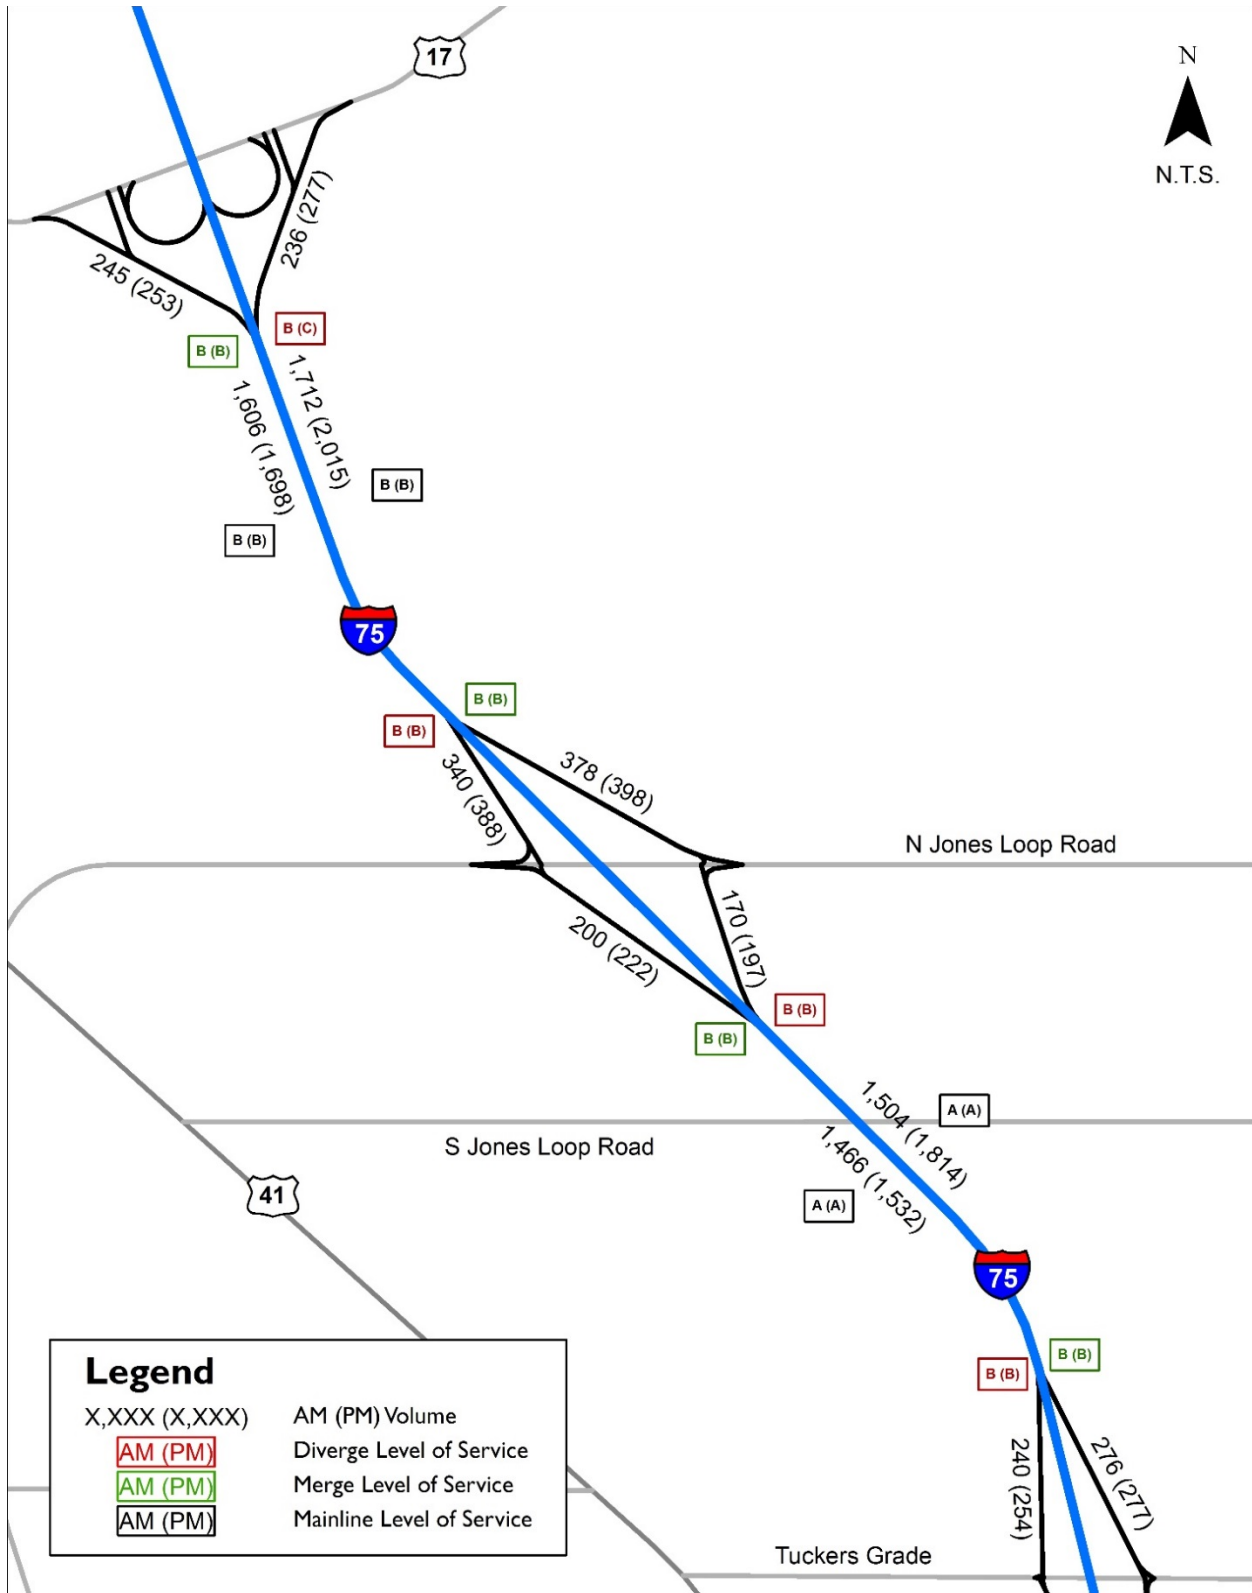 17
N
N.T.S.
236 (277)
245 (253)
B (C)
B (B)
1,712 (2,015)
1,606 (1,698)
B (B)
B (B)
75
B (B)
B (B)
378 (398)
340 (388)
N Jones Loop Road
170 (197)
200 (222)
B (B)
B (B)
1,504 (1,814)
A (A)
1,466 (1,532)
S Jones Loop Road
41
A (A)
75
B (B)
B (B)
240 (254)
276 (277)
Tuckers Grade
Legend
X,XXX (X,XXX) AM (PM) Volume
AM (PM) Diverge Level of Service
AM (PM) Merge Level of Service
AM (PM) Mainline Level of Service